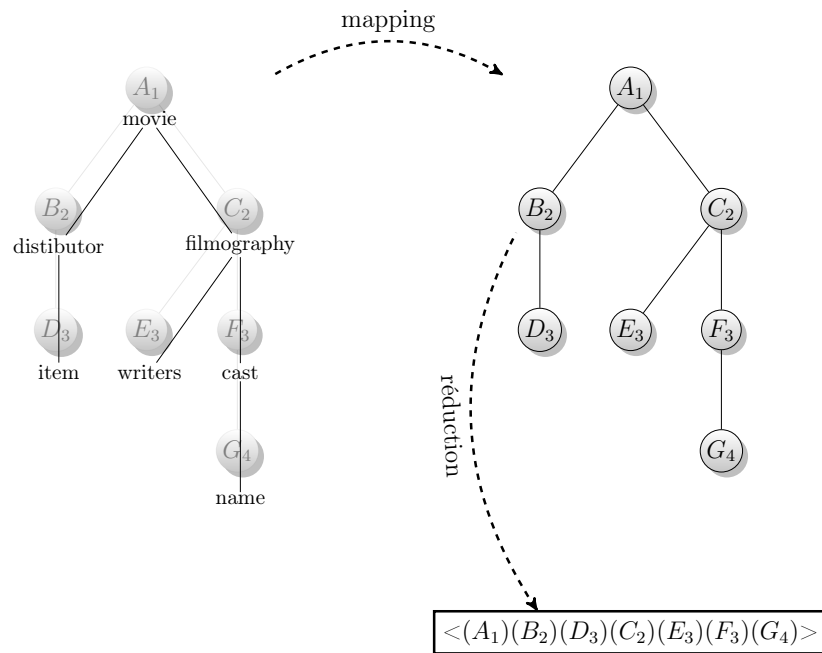 mapping
A₁
movie
B₂
C₂
distibutor
filmography
D₃
E₃
F₃
item
writers
cast
G₄
name
A₁
B₂
C₂
D₃
E₃
F₃
G₄
réduction
<(A₁)(B₂)(D₃)(C₂)(E₃)(F₃)(G₄)>